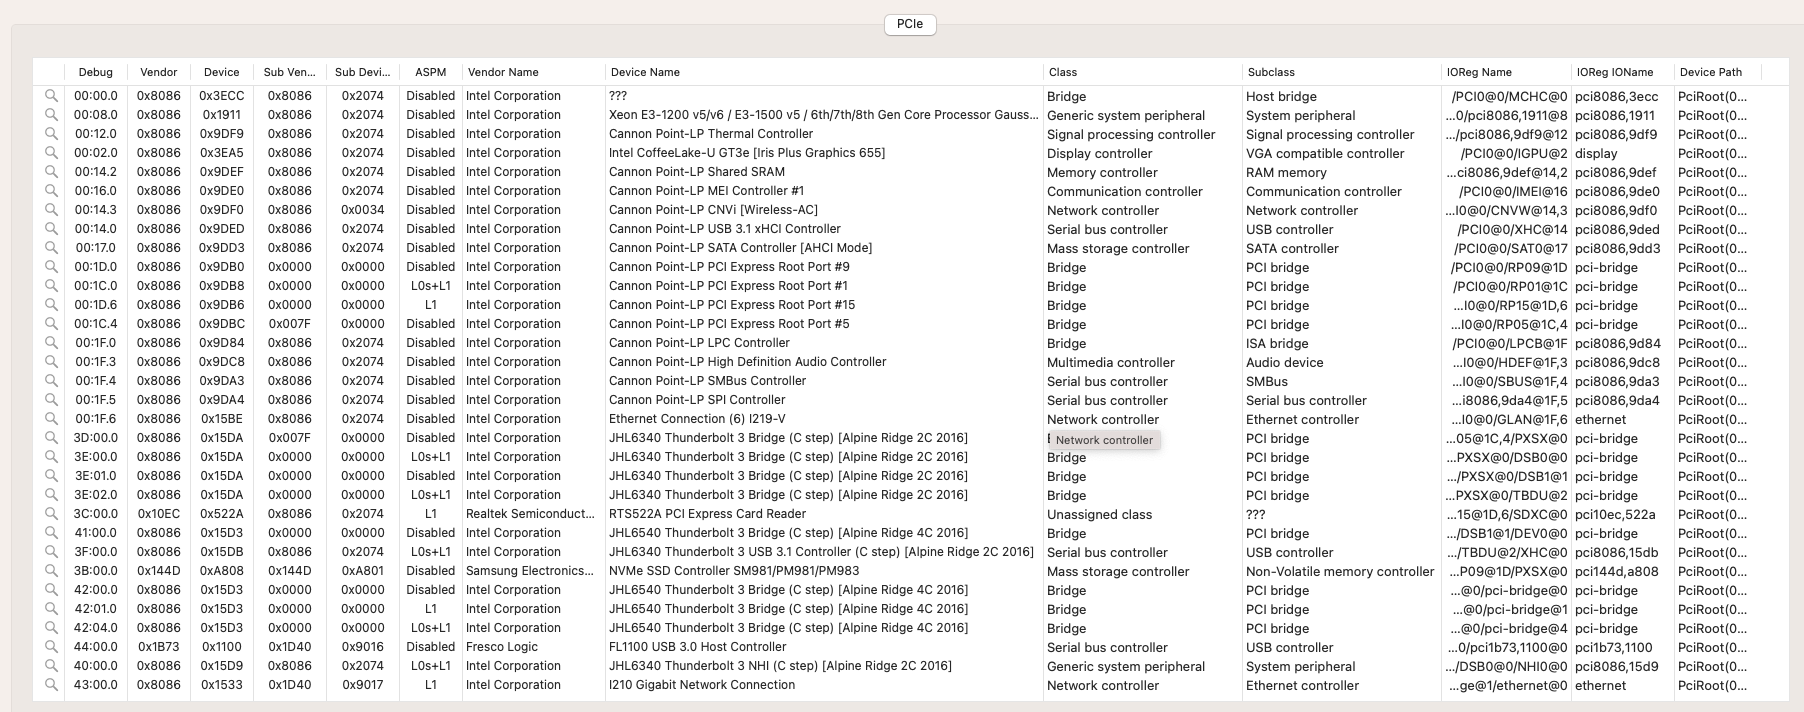 PCIe
Debug Vendor Device Sub Ven... Sub Devi... ASPM Vendor Name Device Name Class Subclass IOReg Name IOReg IOName Device Path
00:00.0 0x8086 0x3ECC 0x8086 0x2074 Disabled Intel Corporation ??? Bridge Host bridge /PCI0@0/MCHC@0 pci8086,3ecc PciRoot(0...
00:08.0 0x8086 0x1911 0x8086 0x2074 Disabled Intel Corporation Xeon E3-1200 v5/v6 / E3-1500 v5 / 6th/7th/8th Gen Core Processor Gauss... Generic system peripheral System peripheral ...0/pci8086,1911@8 pci8086,1911 PciRoot(0...
00:12.0 0x8086 0x9DF9 0x8086 0x2074 Disabled Intel Corporation Cannon Point-LP Thermal Controller Signal processing controller Signal processing controller .../pci8086,9df9@12 pci8086,9df9 PciRoot(0...
00:02.0 0x8086 0x3EA5 0x8086 0x2074 Disabled Intel Corporation Intel CoffeeLake-U GT3e [Iris Plus Graphics 655] Display controller VGA compatible controller /PCI0@0/IGPU@2 display PciRoot(0...
00:14.2 0x8086 0x9DEF 0x8086 0x2074 Disabled Intel Corporation Cannon Point-LP Shared SRAM Memory controller RAM memory ...ci8086,9def@14,2 pci8086,9def PciRoot(0...
00:16.0 0x8086 0x9DE0 0x8086 0x2074 Disabled Intel Corporation Cannon Point-LP MEI Controller #1 Communication controller Communication controller /PCI0@0/IMEI@16 pci8086,9de0 PciRoot(0...
00:14.3 0x8086 0x9DF0 0x8086 0x0034 Disabled Intel Corporation Cannon Point-LP CNVi [Wireless-AC] Network controller Network controller ...I0@0/CNVW@14,3 pci8086,9df0 PciRoot(0...
00:14.0 0x8086 0x9DED 0x8086 0x2074 Disabled Intel Corporation Cannon Point-LP USB 3.1 xHCI Controller Serial bus controller USB controller /PCI0@0/XHC@14 pci8086,9ded PciRoot(0...
00:17.0 0x8086 0x9DD3 0x8086 0x2074 Disabled Intel Corporation Cannon Point-LP SATA Controller [AHCI Mode] Mass storage controller SATA controller /PCI0@0/SAT0@17 pci8086,9dd3 PciRoot(0...
00:1D.0 0x8086 0x9DB0 0x0000 0x0000 Disabled Intel Corporation Cannon Point-LP PCI Express Root Port #9 Bridge PCI bridge /PCI0@0/RP09@1D pci-bridge PciRoot(0...
00:1C.0 0x8086 0x9DB8 0x0000 0x0000 L0s+L1 Intel Corporation Cannon Point-LP PCI Express Root Port #1 Bridge PCI bridge /PCI0@0/RP01@1C pci-bridge PciRoot(0...
00:1D.6 0x8086 0x9DB6 0x0000 0x0000 L1 Intel Corporation Cannon Point-LP PCI Express Root Port #15 Bridge PCI bridge ...I0@0/RP15@1D,6 pci-bridge PciRoot(0...
00:1C.4 0x8086 0x9DBC 0x007F 0x0000 Disabled Intel Corporation Cannon Point-LP PCI Express Root Port #5 Bridge PCI bridge ...I0@0/RP05@1C,4 pci-bridge PciRoot(0...
00:1F.0 0x8086 0x9D84 0x8086 0x2074 Disabled Intel Corporation Cannon Point-LP LPC Controller Bridge ISA bridge /PCI0@0/LPCB@1F pci8086,9d84 PciRoot(0...
00:1F.3 0x8086 0x9DC8 0x8086 0x2074 Disabled Intel Corporation Cannon Point-LP High Definition Audio Controller Multimedia controller Audio device ...I0@0/HDEF@1F,3 pci8086,9dc8 PciRoot(0...
00:1F.4 0x8086 0x9DA3 0x8086 0x2074 Disabled Intel Corporation Cannon Point-LP SMBus Controller Serial bus controller SMBus ...I0@0/SBUS@1F,4 pci8086,9da3 PciRoot(0...
00:1F.5 0x8086 0x9DA4 0x8086 0x2074 Disabled Intel Corporation Cannon Point-LP SPI Controller Serial bus controller Serial bus controller ...i8086,9da4@1F,5 pci8086,9da4 PciRoot(0...
00:1F.6 0x8086 0x15BE 0x8086 0x2074 Disabled Intel Corporation Ethernet Connection (6) I219-V Network controller Ethernet controller ...I0@0/GLAN@1F,6 ethernet PciRoot(0...
3D:00.0 0x8086 0x15DA 0x007F 0x0000 Disabled Intel Corporation JHL6340 Thunderbolt 3 Bridge (C step) [Alpine Ridge 2C 2016] Network controller PCI bridge ...05@1C,4/PXSX@0 pci-bridge PciRoot(0...
3E:00.0 0x8086 0x15DA 0x0000 0x0000 L0s+L1 Intel Corporation JHL6340 Thunderbolt 3 Bridge (C step) [Alpine Ridge 2C 2016] Bridge PCI bridge ...PXSX@0/DSB0@0 pci-bridge PciRoot(0...
3E:01.0 0x8086 0x15DA 0x0000 0x0000 Disabled Intel Corporation JHL6340 Thunderbolt 3 Bridge (C step) [Alpine Ridge 2C 2016] Bridge PCI bridge .../PXSX@0/DSB1@1 pci-bridge PciRoot(0...
3E:02.0 0x8086 0x15DA 0x0000 0x0000 L0s+L1 Intel Corporation JHL6340 Thunderbolt 3 Bridge (C step) [Alpine Ridge 2C 2016] Bridge PCI bridge ...PXSX@0/TBDU@2 pci-bridge PciRoot(0...
3C:00.0 0x10EC 0x522A 0x8086 0x2074 L1 Realtek Semiconduct... RTS522A PCI Express Card Reader Unassigned class ??? ...15@1D,6/SDXC@0 pci10ec,522a PciRoot(0...
41:00.0 0x8086 0x15D3 0x0000 0x0000 Disabled Intel Corporation JHL6540 Thunderbolt 3 Bridge (C step) [Alpine Ridge 4C 2016] Bridge PCI bridge .../DSB1@1/DEV0@0 pci-bridge PciRoot(0...
3F:00.0 0x8086 0x15DB 0x8086 0x2074 L0s+L1 Intel Corporation JHL6340 Thunderbolt 3 USB 3.1 Controller (C step) [Alpine Ridge 2C 2016] Serial bus controller USB controller .../TBDU@2/XHC@0 pci8086,15db PciRoot(0...
3B:00.0 0x144D 0xA808 0x144D 0xA801 Disabled Samsung Electronics... NVMe SSD Controller SM981/PM981/PM983 Mass storage controller Non-Volatile memory controller ...P09@1D/PXSX@0 pci144d,a808 PciRoot(0...
42:00.0 0x8086 0x15D3 0x0000 0x0000 Disabled Intel Corporation JHL6540 Thunderbolt 3 Bridge (C step) [Alpine Ridge 4C 2016] Bridge PCI bridge ...@0/pci-bridge@0 pci-bridge PciRoot(0...
42:01.0 0x8086 0x15D3 0x0000 0x0000 L1 Intel Corporation JHL6540 Thunderbolt 3 Bridge (C step) [Alpine Ridge 4C 2016] Bridge PCI bridge ...@0/pci-bridge@1 pci-bridge PciRoot(0...
42:04.0 0x8086 0x15D3 0x0000 0x0000 L0s+L1 Intel Corporation JHL6540 Thunderbolt 3 Bridge (C step) [Alpine Ridge 4C 2016] Bridge PCI bridge ...@0/pci-bridge@4 pci-bridge PciRoot(0...
44:00.0 0x1B73 0x1100 0x1D40 0x9016 Disabled Fresco Logic FL1100 USB 3.0 Host Controller Serial bus controller USB controller ...0/pci1b73,1100@0 pci1b73,1100 PciRoot(0...
40:00.0 0x8086 0x15D9 0x8086 0x2074 L0s+L1 Intel Corporation JHL6340 Thunderbolt 3 NHI (C step) [Alpine Ridge 2C 2016] Generic system peripheral System peripheral .../DSB0@0/NHI0@0 pci8086,15d9 PciRoot(0...
43:00.0 0x8086 0x1533 0x1D40 0x9017 L1 Intel Corporation I210 Gigabit Network Connection Network controller Ethernet controller ...ge@1/ethernet@0 ethernet PciRoot(0...